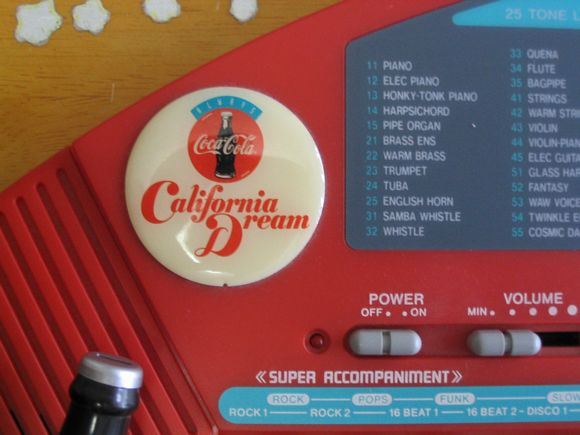 ALWAYS
Coca-Cola
California
Dream
25 TONE
11 PIANO
12 ELEC PIANO
13 HONKY-TONK PIANO
14 HARPSICHORD
15 PIPE ORGAN
21 BRASS ENS
22 WARM BRASS
23 TRUMPET
24 TUBA
25 ENGLISH HORN
31 SAMBA WHISTLE
32 WHISTLE
33 QUENA
34 FLUTE
35 BAGPIPE
41 STRINGS
42 WARM STRI
43 VIOLIN
44 VIOLIN-PIAN
45 ELEC GUITA
51 GLASS HAR
52 FANTASY
53 WAW VOICE
54 TWINKLE E
55 COSMIC DA
POWER
OFF ON
VOLUME
MIN
《SUPER ACCOMPANIMENT》
ROCK POPS FUNK SLOW
ROCK 1 ROCK 2 16 BEAT 1 16 BEAT 2 DISCO 1